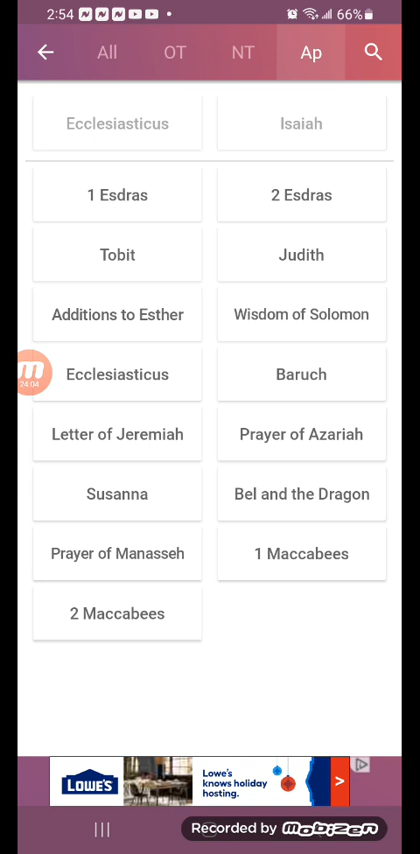 2:54 66%
All OT NT Ap
Ecclesiasticus Isaiah
1 Esdras 2 Esdras
Tobit Judith
Additions to Esther Wisdom of Solomon
Ecclesiasticus Baruch
24:04
Letter of Jeremiah Prayer of Azariah
Susanna Bel and the Dragon
Prayer of Manasseh 1 Maccabees
2 Maccabees
LOWE'S
Lowe's
knows holiday
hosting.
Recorded by mobizen